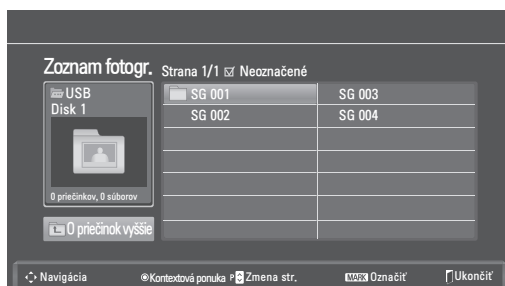 Zoznam fotogr. Strana 1/1 Neoznačené
USB
Disk 1
SG 001 SG 003
SG 002 SG 004
0 priečinkov, 0 súborov
O priečinok vyššie
Navigácia Kontextová ponuka P Zmena str. MARK Označiť Ukončiť